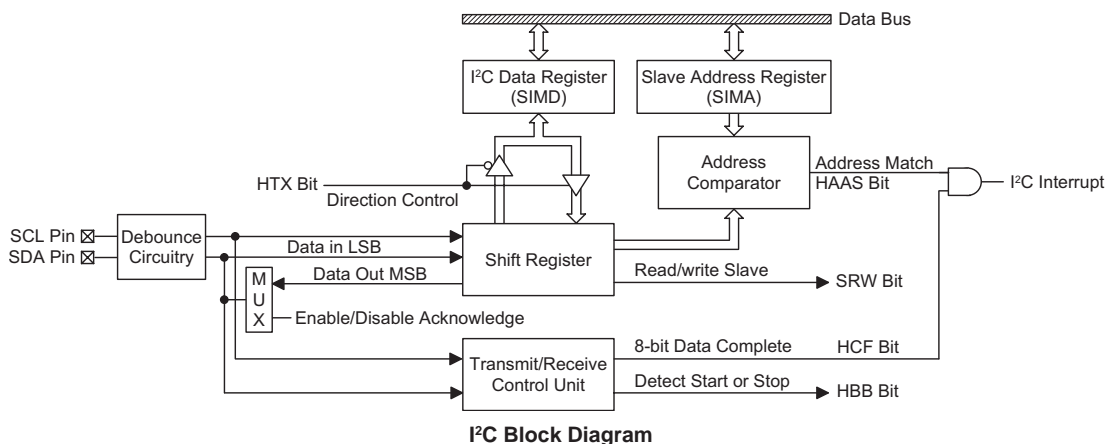 Data Bus
I²C Data Register
(SIMD)
Slave Address Register
(SIMA)
HTX Bit
Direction Control
Address
Comparator
Address Match
HAAS Bit
I²C Interrupt
SCL Pin
SDA Pin
Debounce
Circuitry
Data in LSB
Shift Register
Data Out MSB
Read/write Slave
SRW Bit
M
U
X
Enable/Disable Acknowledge
Transmit/Receive
Control Unit
8-bit Data Complete
HCF Bit
Detect Start or Stop
HBB Bit
I²C Block Diagram